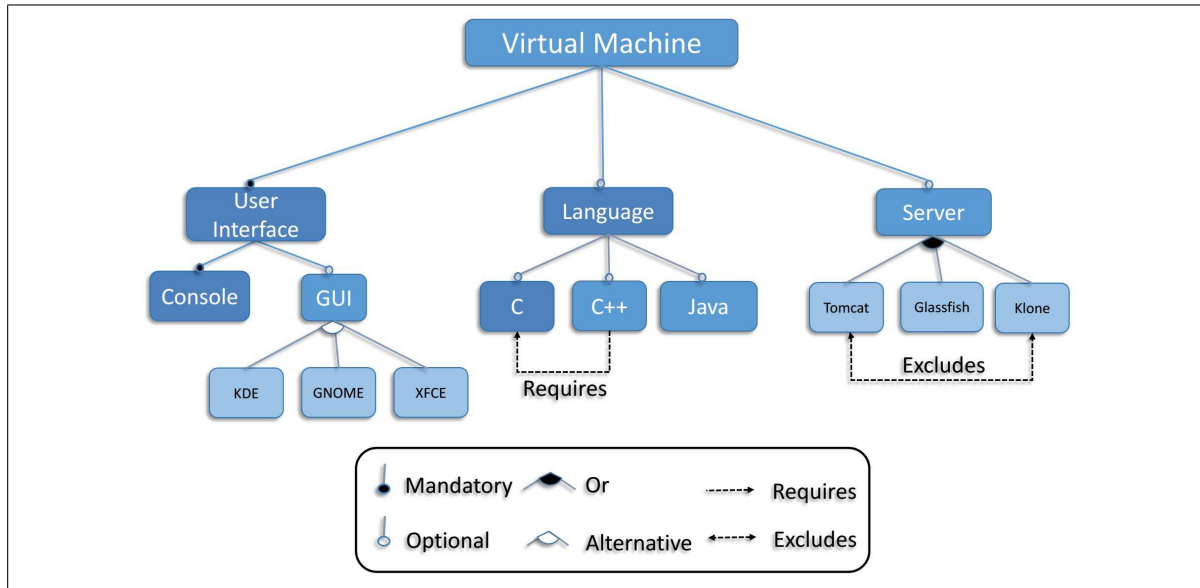 Virtual Machine
User
Interface
Language
Server
Console
GUI
C
C++
Java
Tomcat
Glassfish
Klone
Requires
Excludes
KDE
GNOME
XFCE
Mandatory
Or
Requires
Optional
Alternative
Excludes